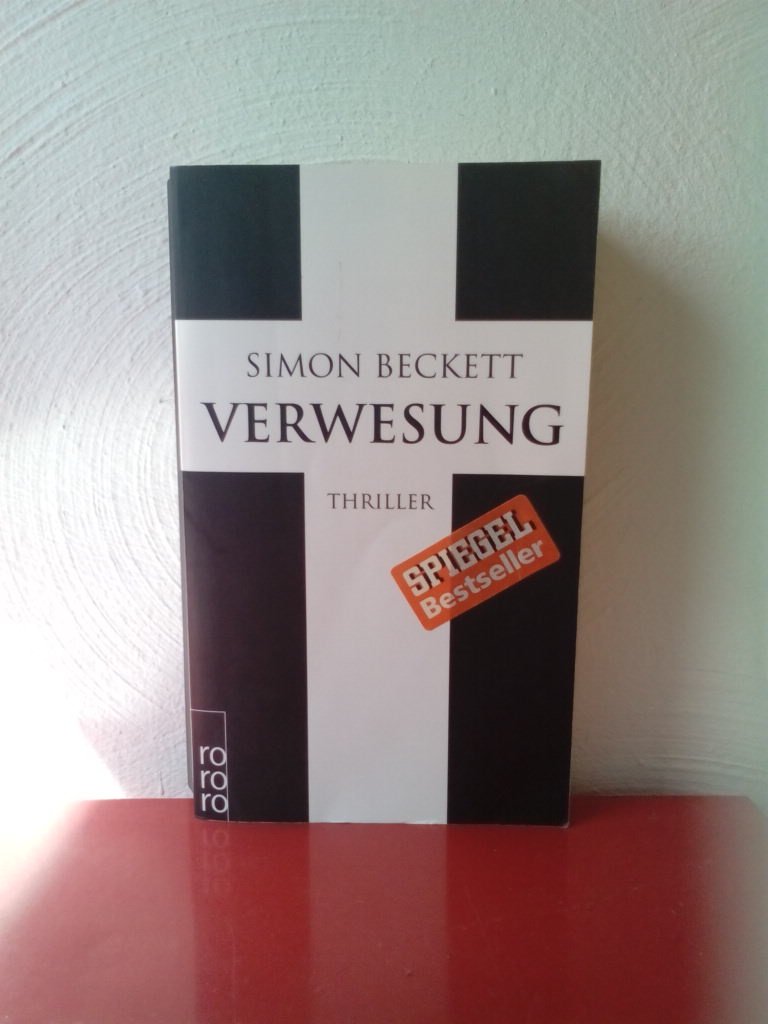 SIMON BECKETT
VERWESUNG
THRILLER
SPIEGEL
Bestseller
ro
ro
ro